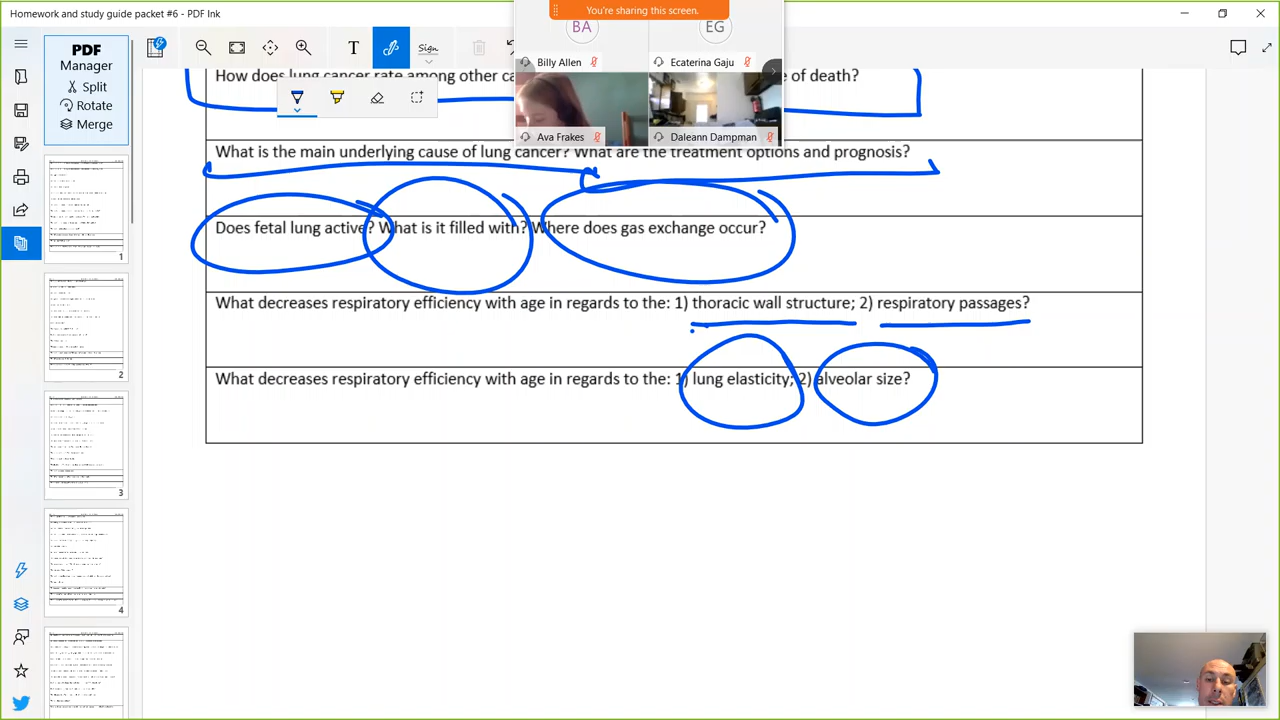 Homework and study guide packet #6 - PDF Ink
You're sharing this screen.
PDF
Manager
Split
Rotate
Merge
T
Sign
BA
EG
Billy Allen
Ecaterina Gaju
Ava Frakes
Daleann Dampman
How does lung cancer rate among other ca
e of death?
What is the main underlying cause of lung cancer? What are the treatment options and prognosis?
Does fetal lung active? What is it filled with? Where does gas exchange occur?
What decreases respiratory efficiency with age in regards to the: 1) thoracic wall structure; 2) respiratory passages?
What decreases respiratory efficiency with age in regards to the: 1) lung elasticity; 2) alveolar size?
1
2
3
4